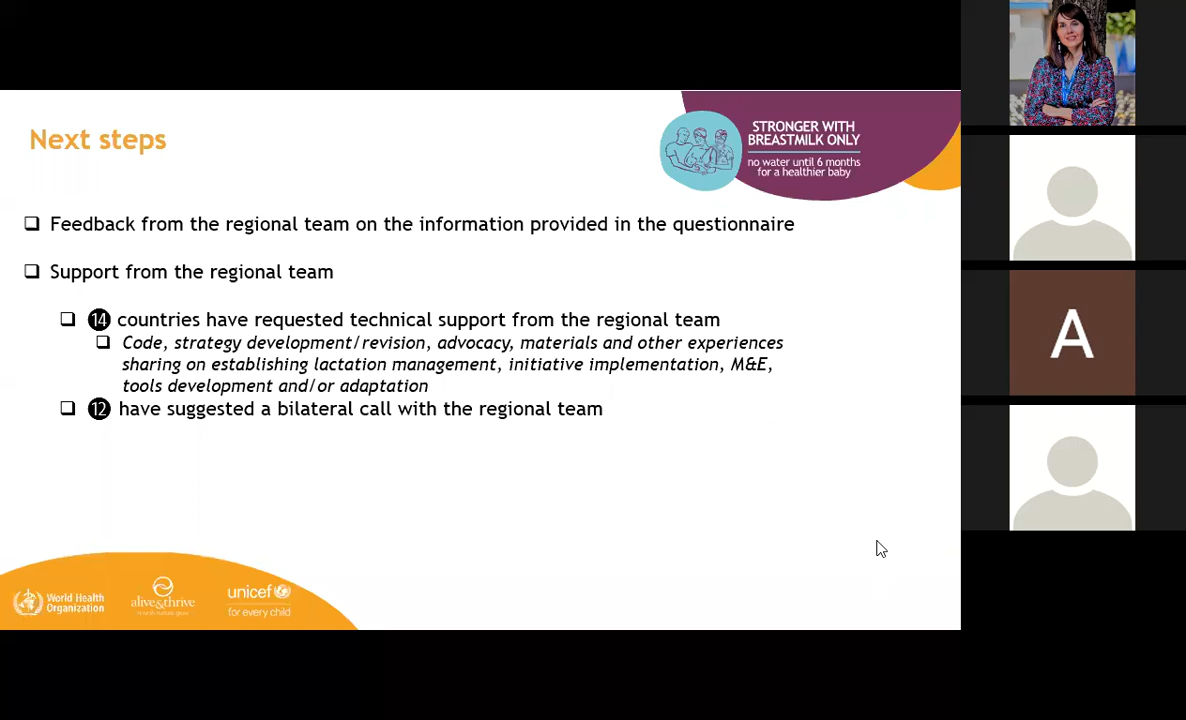 Next steps
STRONGER WITH
BREASTMILK ONLY
no water until 6 months
for a healthier baby
Feedback from the regional team on the information provided in the questionnaire
Support from the regional team
14 countries have requested technical support from the regional team
Code, strategy development/revision, advocacy, materials and other experiences
sharing on establishing lactation management, initiative implementation, M&E,
tools development and/or adaptation
12 have suggested a bilateral call with the regional team
A
World Health
Organization
alive&thrive
unicef
for every child